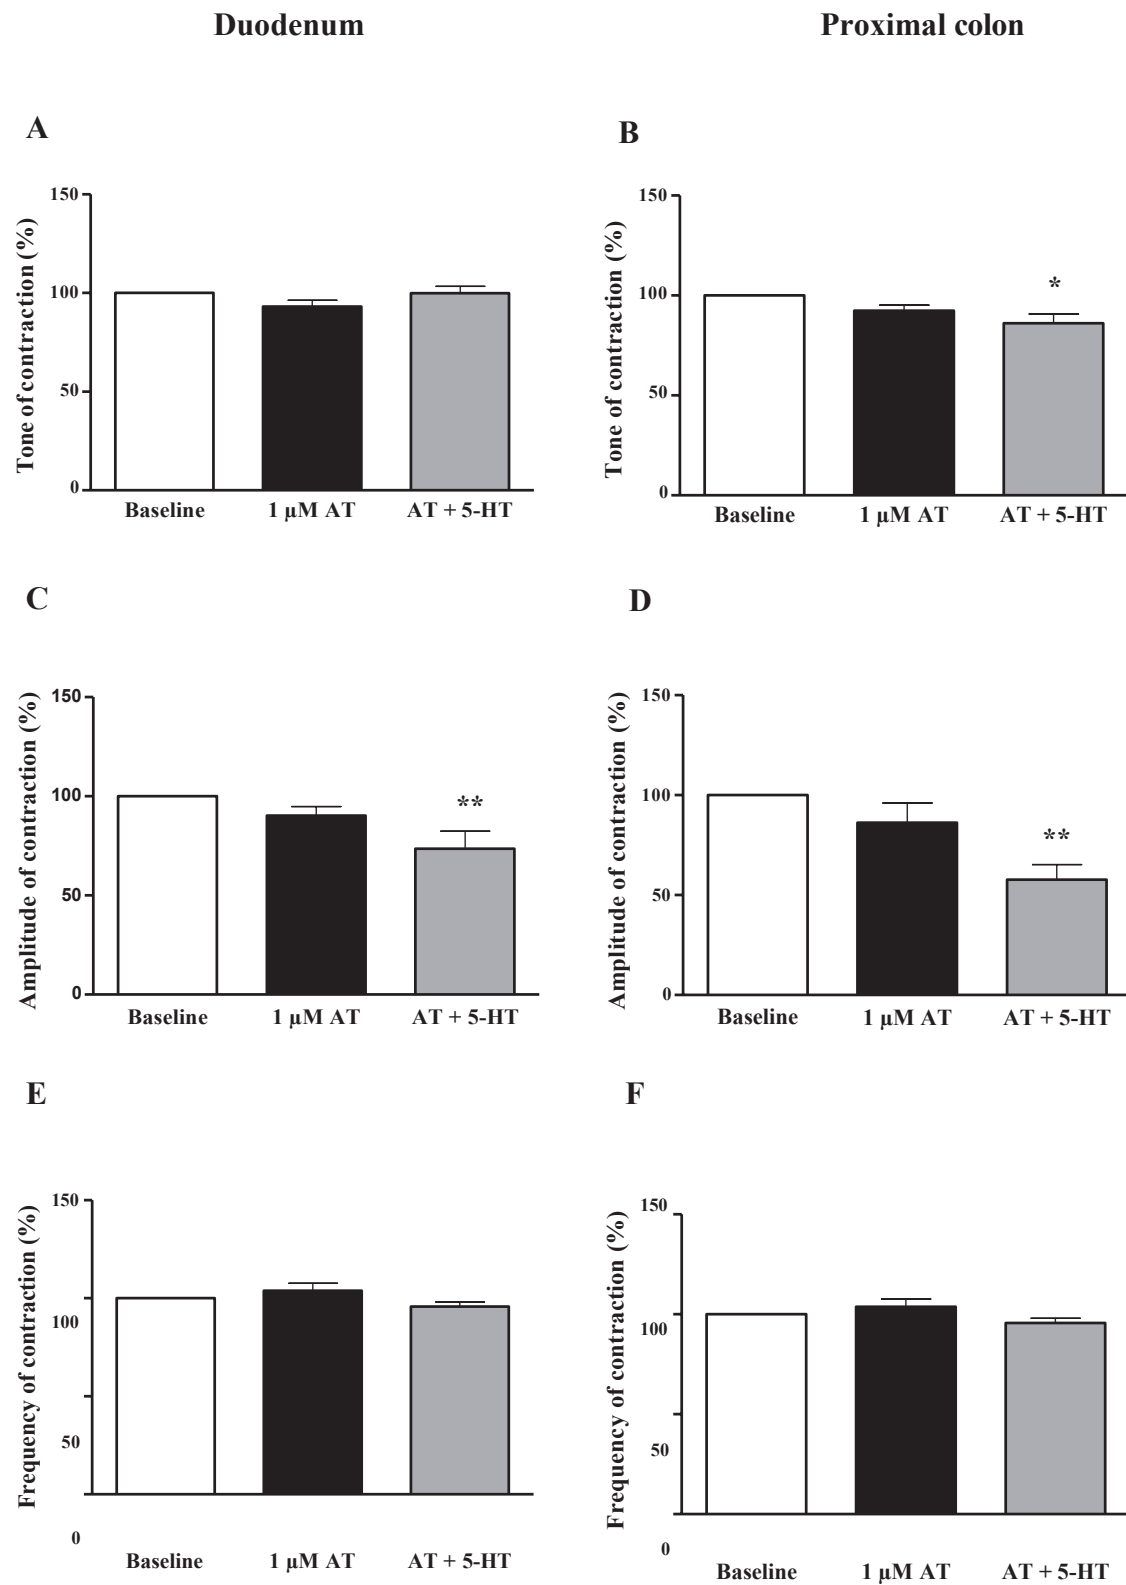 Duodenum
Proximal colon
A
B
Tone of contraction (%)
150
100
50
0
Baseline
1 µM AT
AT + 5-HT
Tone of contraction (%)
150
100
50
0
*
Baseline
1 µM AT
AT + 5-HT
C
D
Amplitude of contraction (%)
150
100
50
0
**
Baseline
1 µM AT
AT + 5-HT
Amplitude of contraction (%)
150
100
50
0
**
Baseline
1 µM AT
AT + 5-HT
E
F
Frequency of contraction (%)
150
100
50
0
Baseline
1 µM AT
AT + 5-HT
Frequency of contraction (%)
150
100
50
0
Baseline
1 µM AT
AT + 5-HT